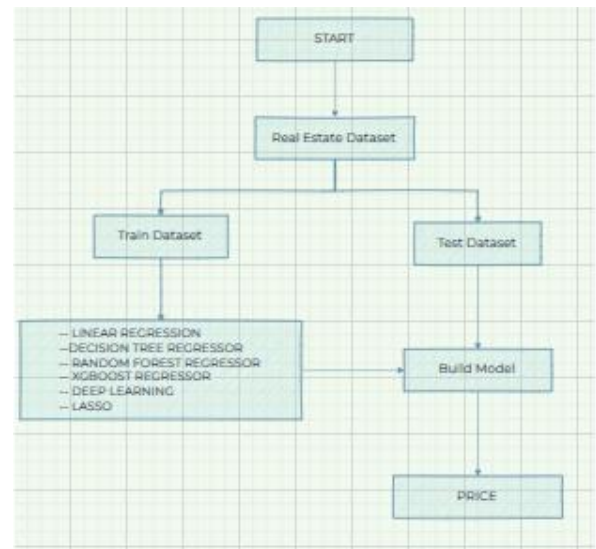 START
Real Estate Dataset
Train Dataset
Test Dataset
-- LINEAR REGRESSION
--DECISION TREE REGRESSOR
-- RANDOM FOREST REGRESSOR
-- XGBOOST REGRESSOR
-- DEEP LEARNING
-- LASSO
Build Model
PRICE